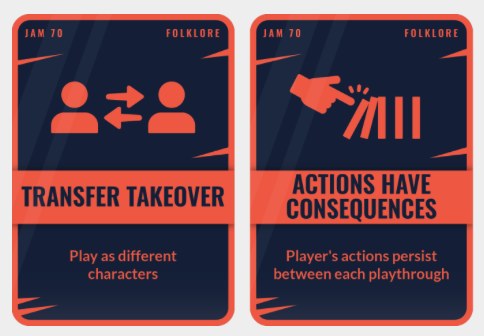 JAM 70
FOLKLORE
TRANSFER TAKEOVER
Play as different
characters
JAM 70
FOLKLORE
ACTIONS HAVE
CONSEQUENCES
Player's actions persist
between each playthrough